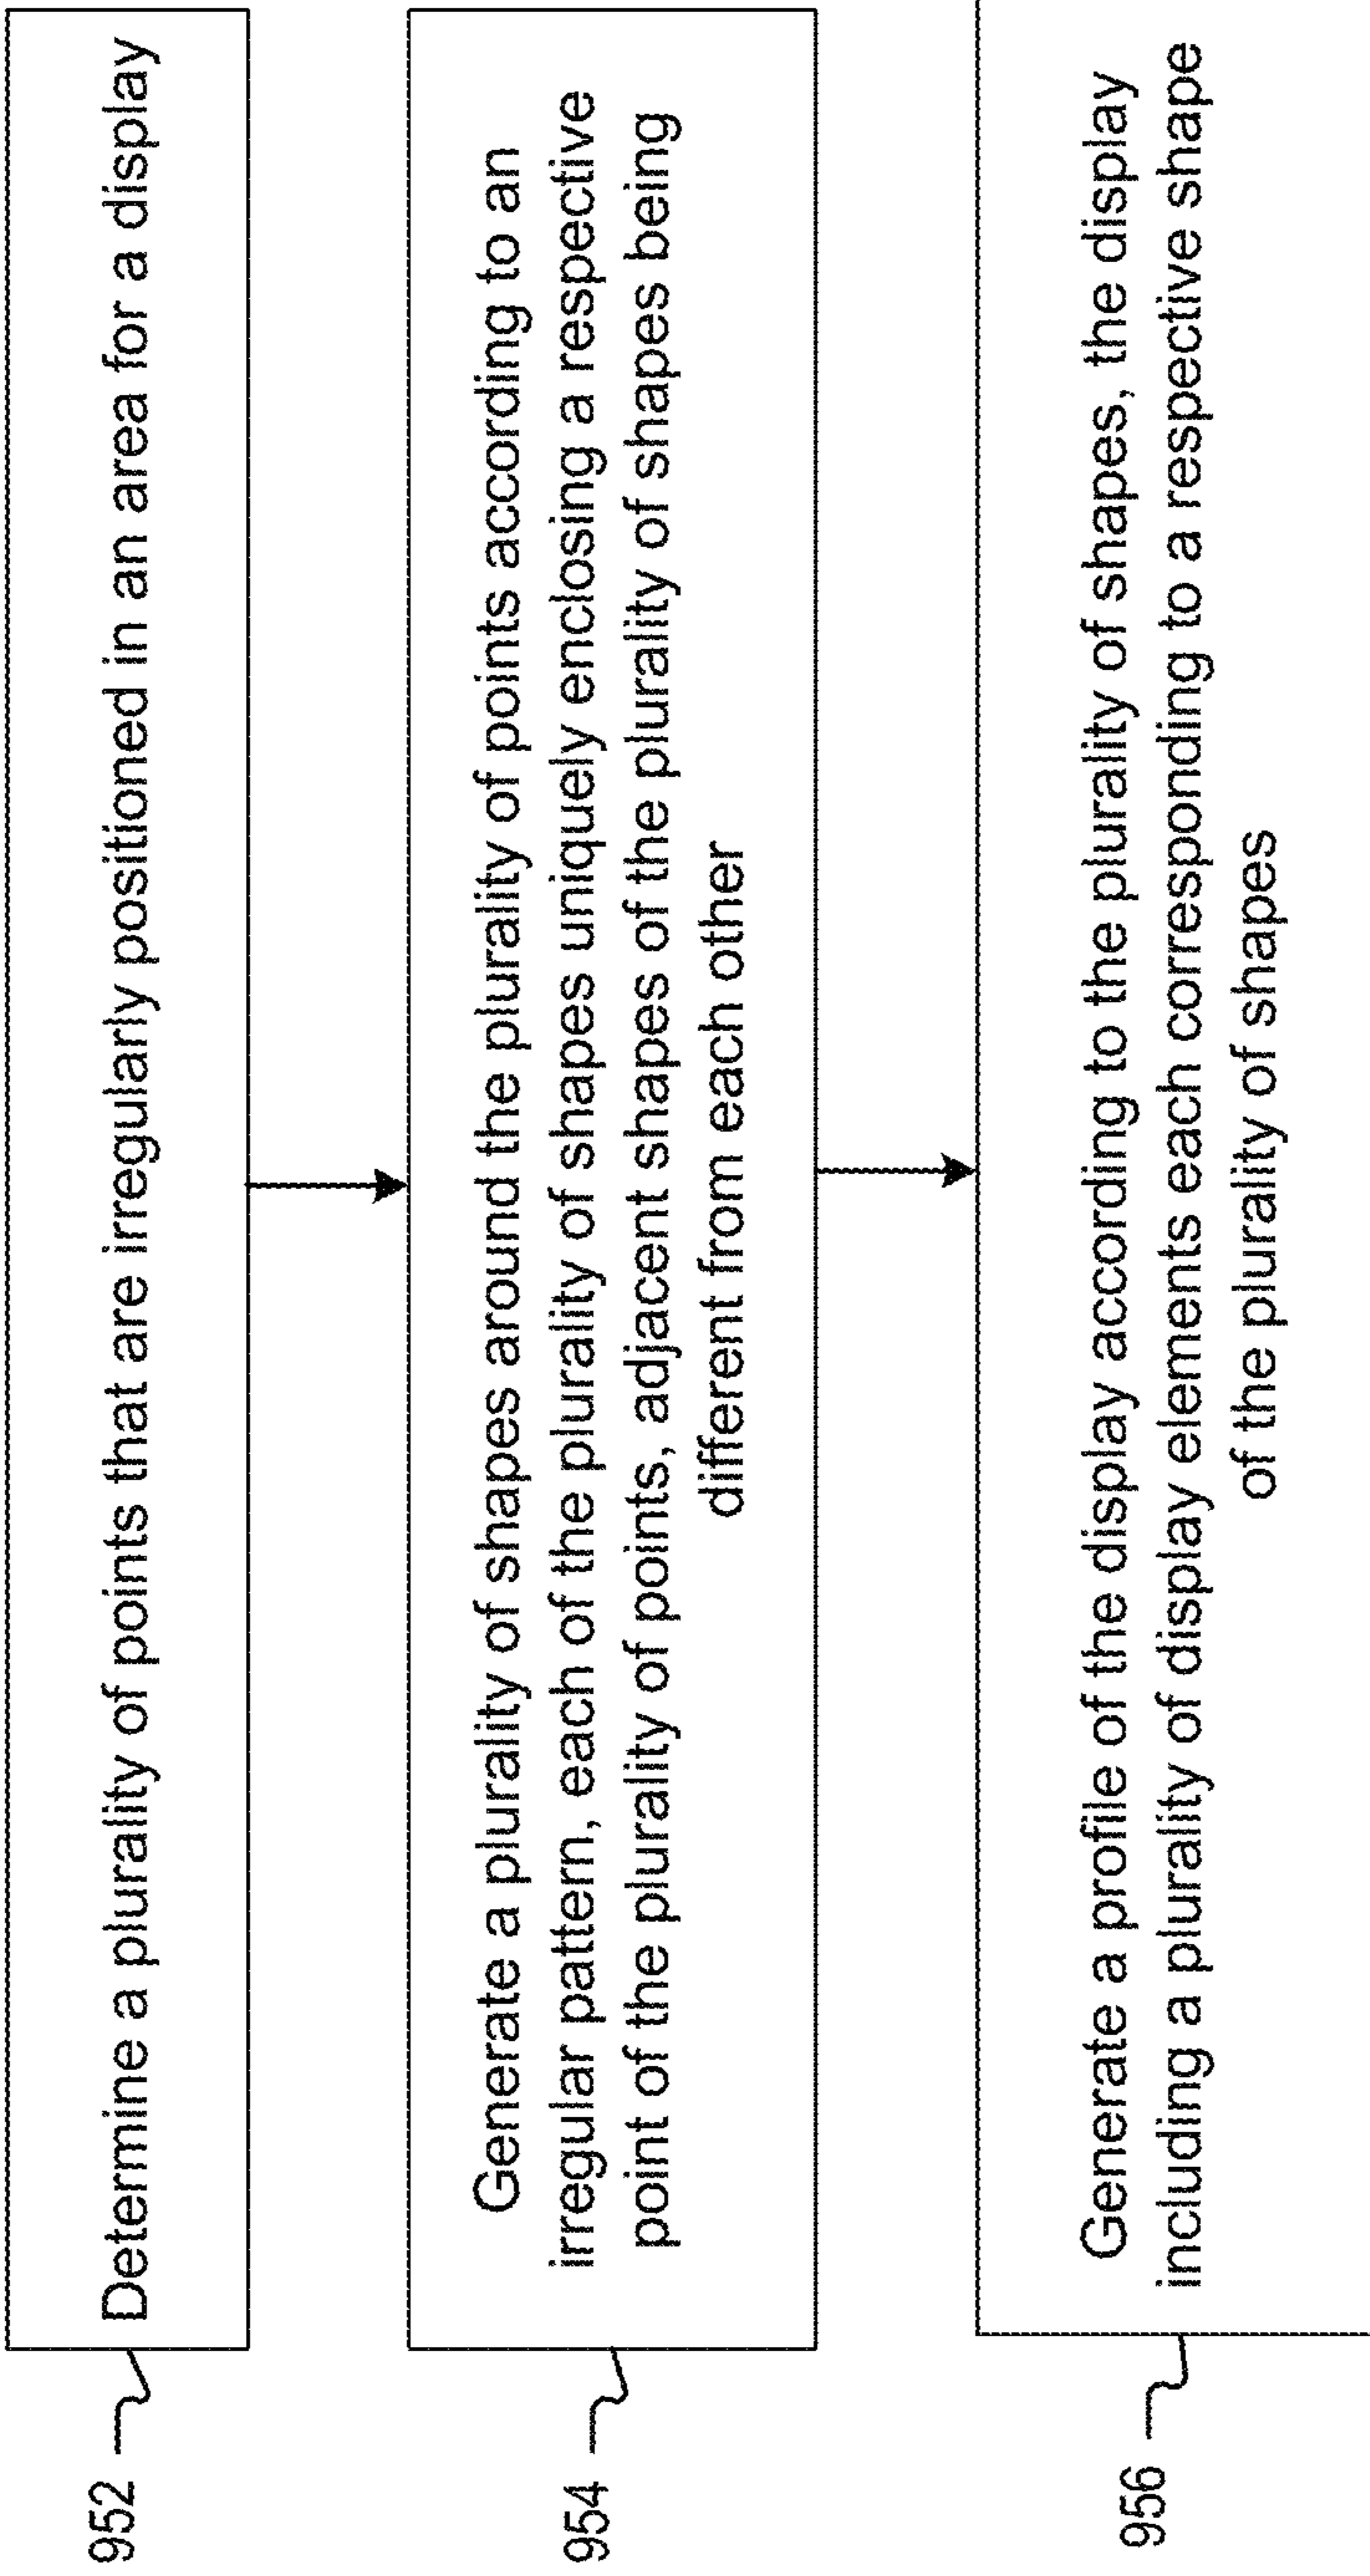 952
Determine a plurality of points that are irregularly positioned in an area for a display
954
Generate a plurality of shapes around the plurality of points according to an
irregular pattern, each of the plurality of shapes uniquely enclosing a respective
point of the plurality of points, adjacent shapes of the plurality of shapes being
different from each other
956
Generate a profile of the display according to the plurality of shapes, the display
including a plurality of display elements each corresponding to a respective shape
of the plurality of shapes